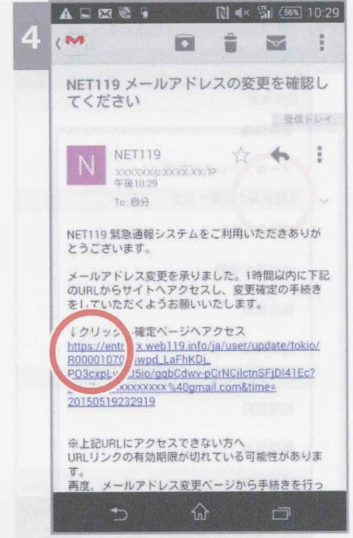 4
56%
10:29
NET119 メールアドレスの変更を確認し
てください
受信トレイ
N
NET119
午後10:29
To: 自分
NET119 緊急通報システムをご利用いただきありが
とうございます。
メールアドレス変更を承りました。1時間以内に下記
のURLからサイトへアクセスし、変更確定の手続き
をしていただくようお願いいたします。
↓クリック 確定ページへアクセス
https://entr x.web119.info/ja/user/update/tokio/
20150519232919
※上記URLにアクセスできない方へ
URLリンクの有効期限が切れている可能性がありま
す。
再度、メールアドレス変更ページから手続きを行っ